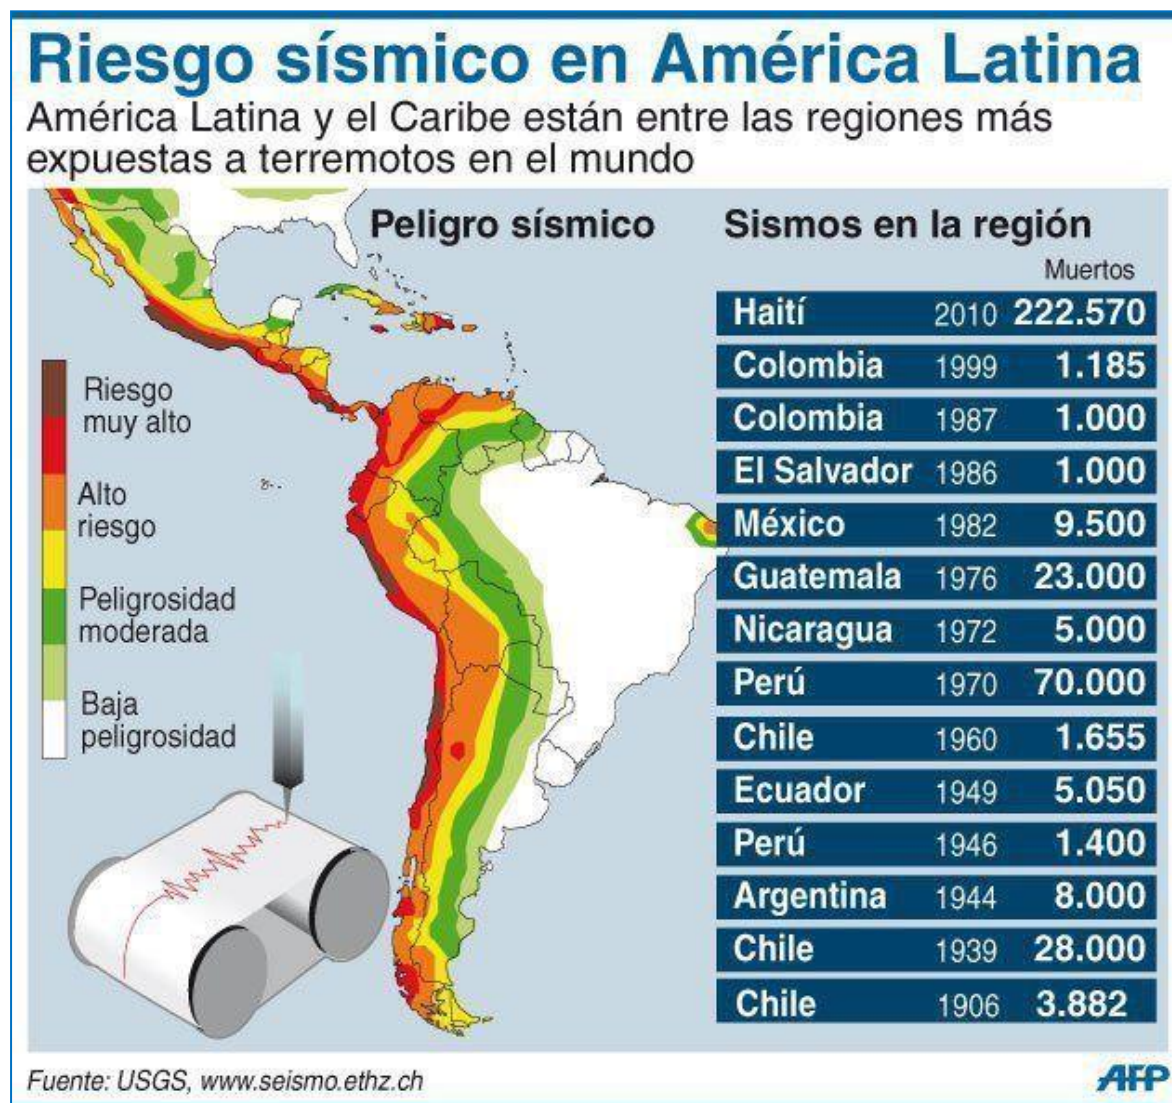 Riesgo sísmico en América Latina
América Latina y el Caribe están entre las regiones más
expuestas a terremotos en el mundo
Peligro sísmico
Riesgo
muy alto
Alto
riesgo
Peligrosidad
moderada
Baja
peligrosidad
Sismos en la región
Muertos
Haití 2010 222.570
Colombia 1999 1.185
Colombia 1987 1.000
El Salvador 1986 1.000
México 1982 9.500
Guatemala 1976 23.000
Nicaragua 1972 5.000
Perú 1970 70.000
Chile 1960 1.655
Ecuador 1949 5.050
Perú 1946 1.400
Argentina 1944 8.000
Chile 1939 28.000
Chile 1906 3.882
Fuente: USGS, www.seismo.ethz.ch
AFP